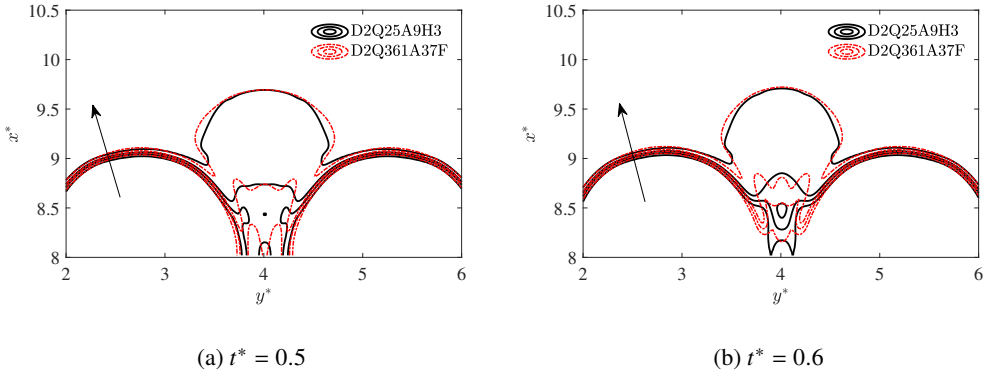 10.5
10
9.5
9
8.5
8
x*
2 3 4 5 6
y*
D2Q25A9H3
D2Q361A37F
(a) t* = 0.5
10.5
10
9.5
9
8.5
8
x*
2 3 4 5 6
y*
D2Q25A9H3
D2Q361A37F
(b) t* = 0.6